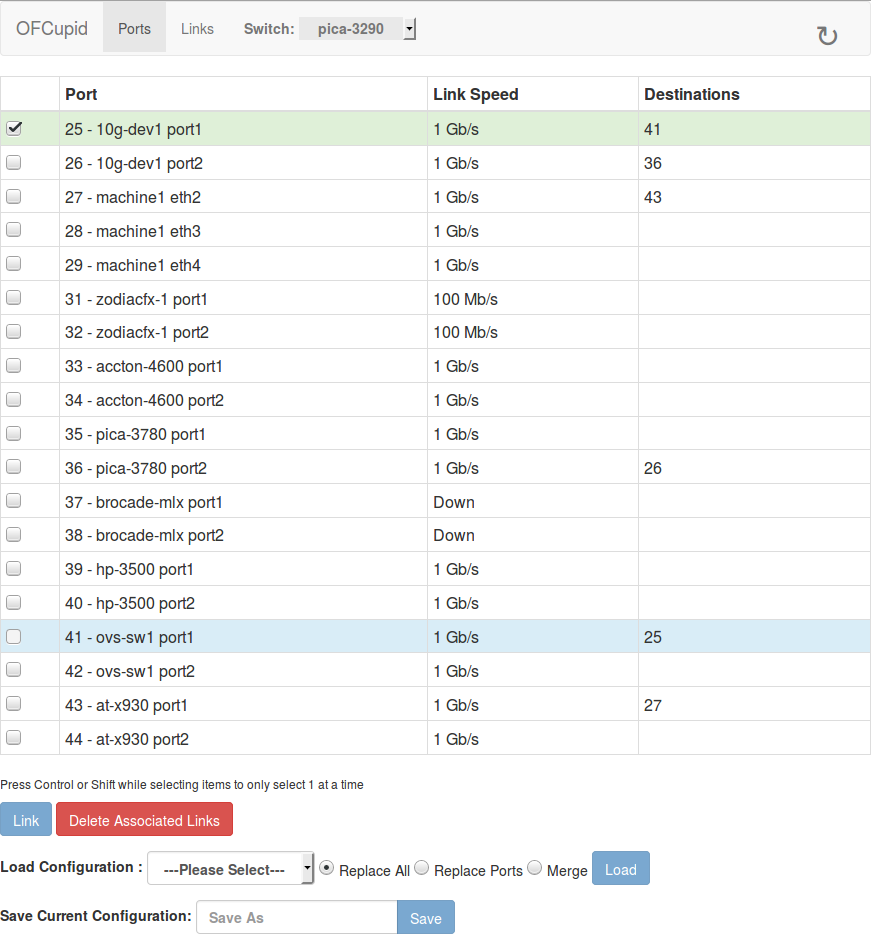 OFCupid Ports Links Switch: pica-3290 ↻
Port Link Speed Destinations
25 - 10g-dev1 port1 1 Gb/s 41
26 - 10g-dev1 port2 1 Gb/s 36
27 - machine1 eth2 1 Gb/s 43
28 - machine1 eth3 1 Gb/s
29 - machine1 eth4 1 Gb/s
31 - zodiacfx-1 port1 100 Mb/s
32 - zodiacfx-1 port2 100 Mb/s
33 - accton-4600 port1 1 Gb/s
34 - accton-4600 port2 1 Gb/s
35 - pica-3780 port1 1 Gb/s
36 - pica-3780 port2 1 Gb/s 26
37 - brocade-mlx port1 Down
38 - brocade-mlx port2 Down
39 - hp-3500 port1 1 Gb/s
40 - hp-3500 port2 1 Gb/s
41 - ovs-sw1 port1 1 Gb/s 25
42 - ovs-sw1 port2 1 Gb/s
43 - at-x930 port1 1 Gb/s 27
44 - at-x930 port2 1 Gb/s
Press Control or Shift while selecting items to only select 1 at a time
Link Delete Associated Links
Load Configuration : ---Please Select--- Replace All Replace Ports Merge Load
Save Current Configuration: Save As Save